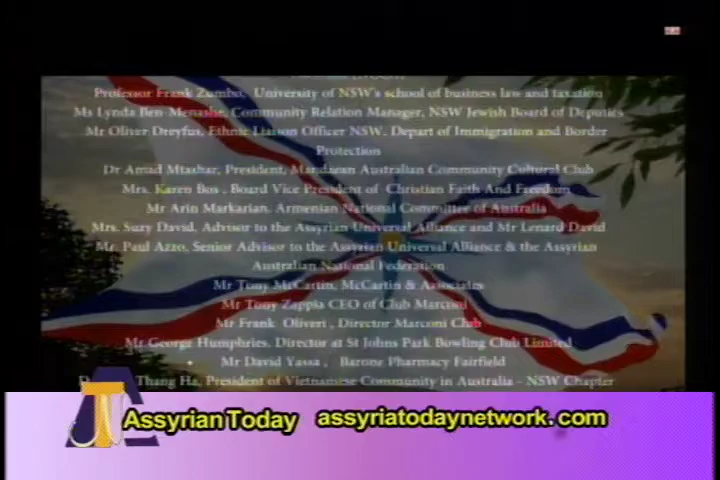 Professor Frank Zumbo, University of NSW's school of business law and taxation
Ms Lynda Ben-Menashe, Community Relation Manager, NSW Jewish Board of Deputies
Mr Oliver Dreyfus, Ethnic Liaison Officer NSW, Depart of Immigration and Border
Protection
Dr Amad Mtashar, President, Mandaean Australian Community Cultural Club
Mrs. Karen Bos , Board Vice President of Christian Faith And Freedom
Mr Arin Markarian, Armenian National Committee of Australia
Mrs. Suzy David, Advisor to the Assyrian Universal Alliance and Mr Lenard David
Mr. Paul Azzo, Senior Advisor to the Assyrian Universal Alliance & the Assyrian
Australian National Federation
Mr Tony McCartin, McCartin & Associates
Mr Tony Zappia CEO of Club Marconi
Mr Frank Oliveri , Director Marconi Club
Mr George Humphries, Director at St Johns Park Bowling Club Limited
Mr David Yassa , Barone Pharmacy Fairfield
Thang Ha, President of Vietnamese Community in Australia - NSW Chapter
Assyrian Today assyriatodaynetwork.com